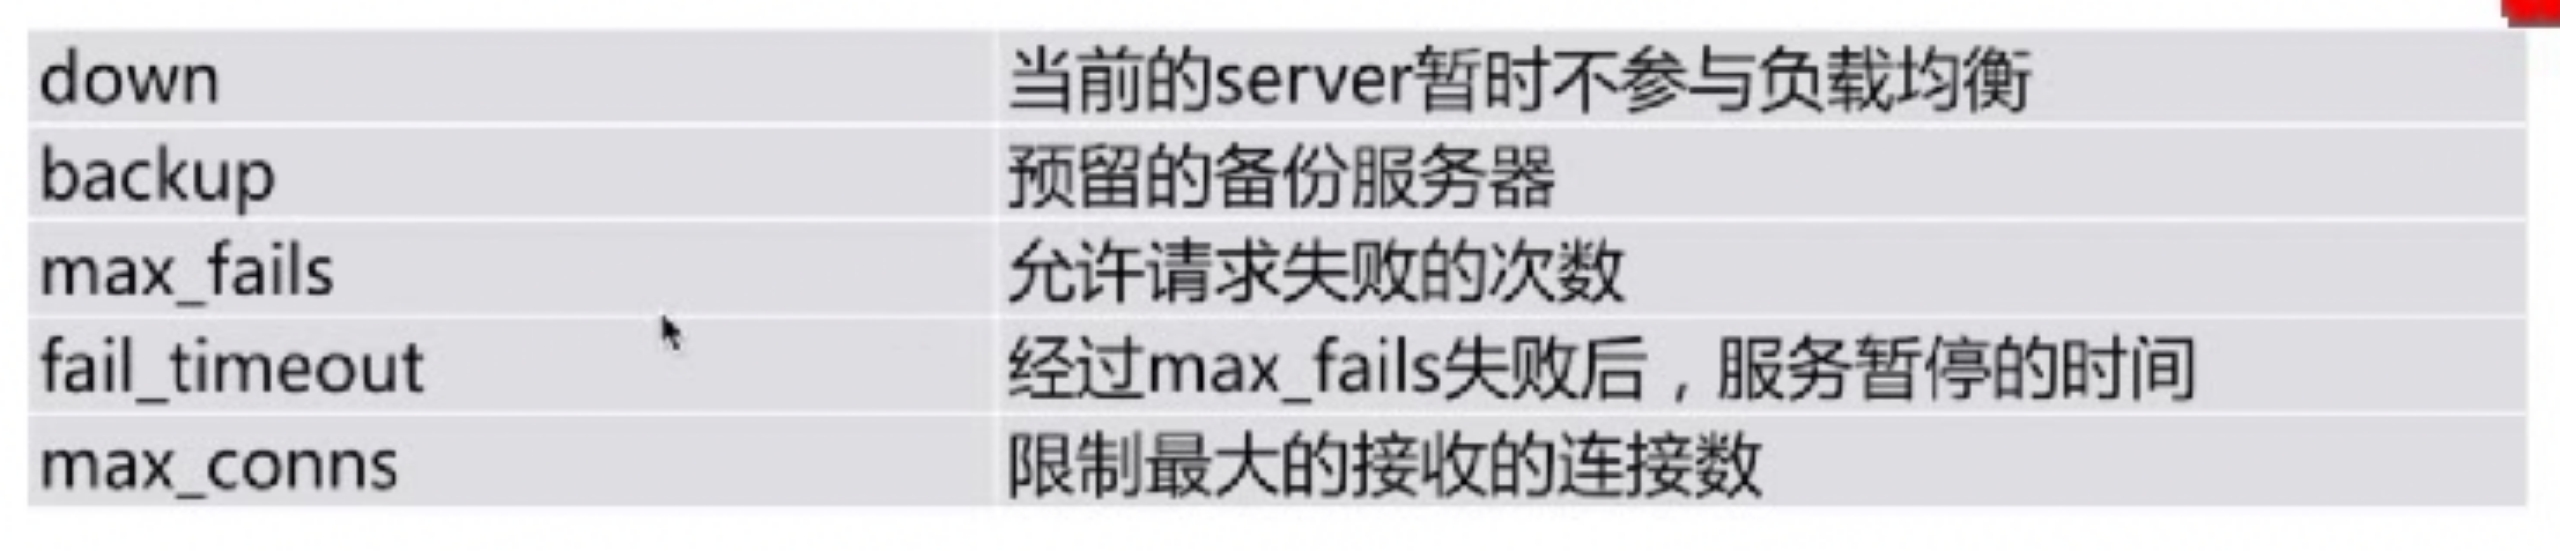 down 当前的server暂时不参与负载均衡
backup 预留的备份服务器
max_fails 允许请求失败的次数
fail_timeout 经过max_fails失败后，服务暂停的时间
max_conns 限制最大的接收的连接数